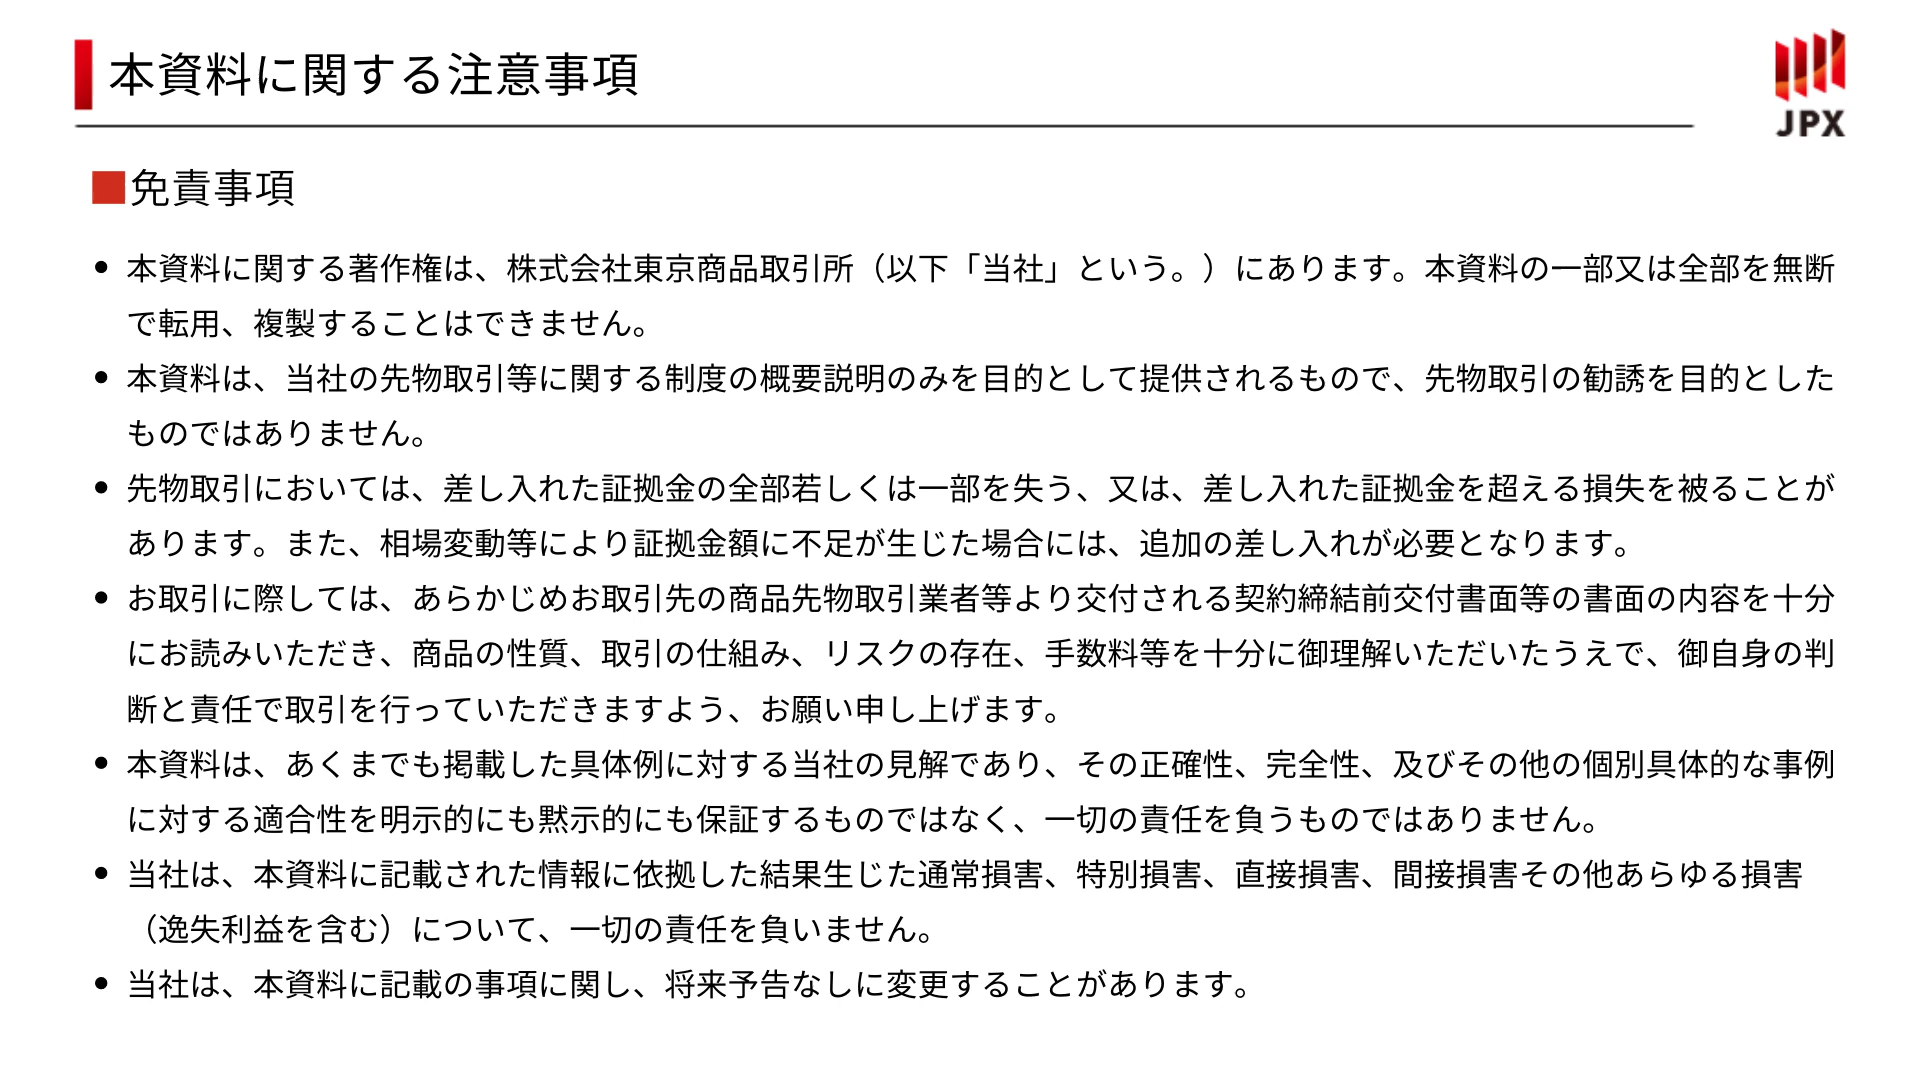 本資料に関する注意事項
JPX
■免責事項
• 本資料に関する著作権は、株式会社東京商品取引所（以下「当社」という。）にあります。本資料の一部又は全部を無断
で転用、複製することはできません。
• 本資料は、当社の先物取引等に関する制度の概要説明のみを目的として提供されるもので、先物取引の勧誘を目的とした
ものではありません。
• 先物取引においては、差し入れた証拠金の全部若しくは一部を失う、又は、差し入れた証拠金を超える損失を被ることが
あります。また、相場変動等により証拠金額に不足が生じた場合には、追加の差し入れが必要となります。
• お取引に際しては、あらかじめお取引先の商品先物取引業者等より交付される契約締結前交付書面等の書面の内容を十分
にお読みいただき、商品の性質、取引の仕組み、リスクの存在、手数料等を十分に御理解いただいたうえで、御自身の判
断と責任で取引を行っていただきますよう、お願い申し上げます。
• 本資料は、あくまでも掲載した具体例に対する当社の見解であり、その正確性、完全性、及びその他の個別具体的な事例
に対する適合性を明示的にも黙示的にも保証するものではなく、一切の責任を負うものではありません。
• 当社は、本資料に記載された情報に依拠した結果生じた通常損害、特別損害、直接損害、間接損害その他あらゆる損害
（逸失利益を含む）について、一切の責任を負いません。
• 当社は、本資料に記載の事項に関し、将来予告なしに変更することがあります。